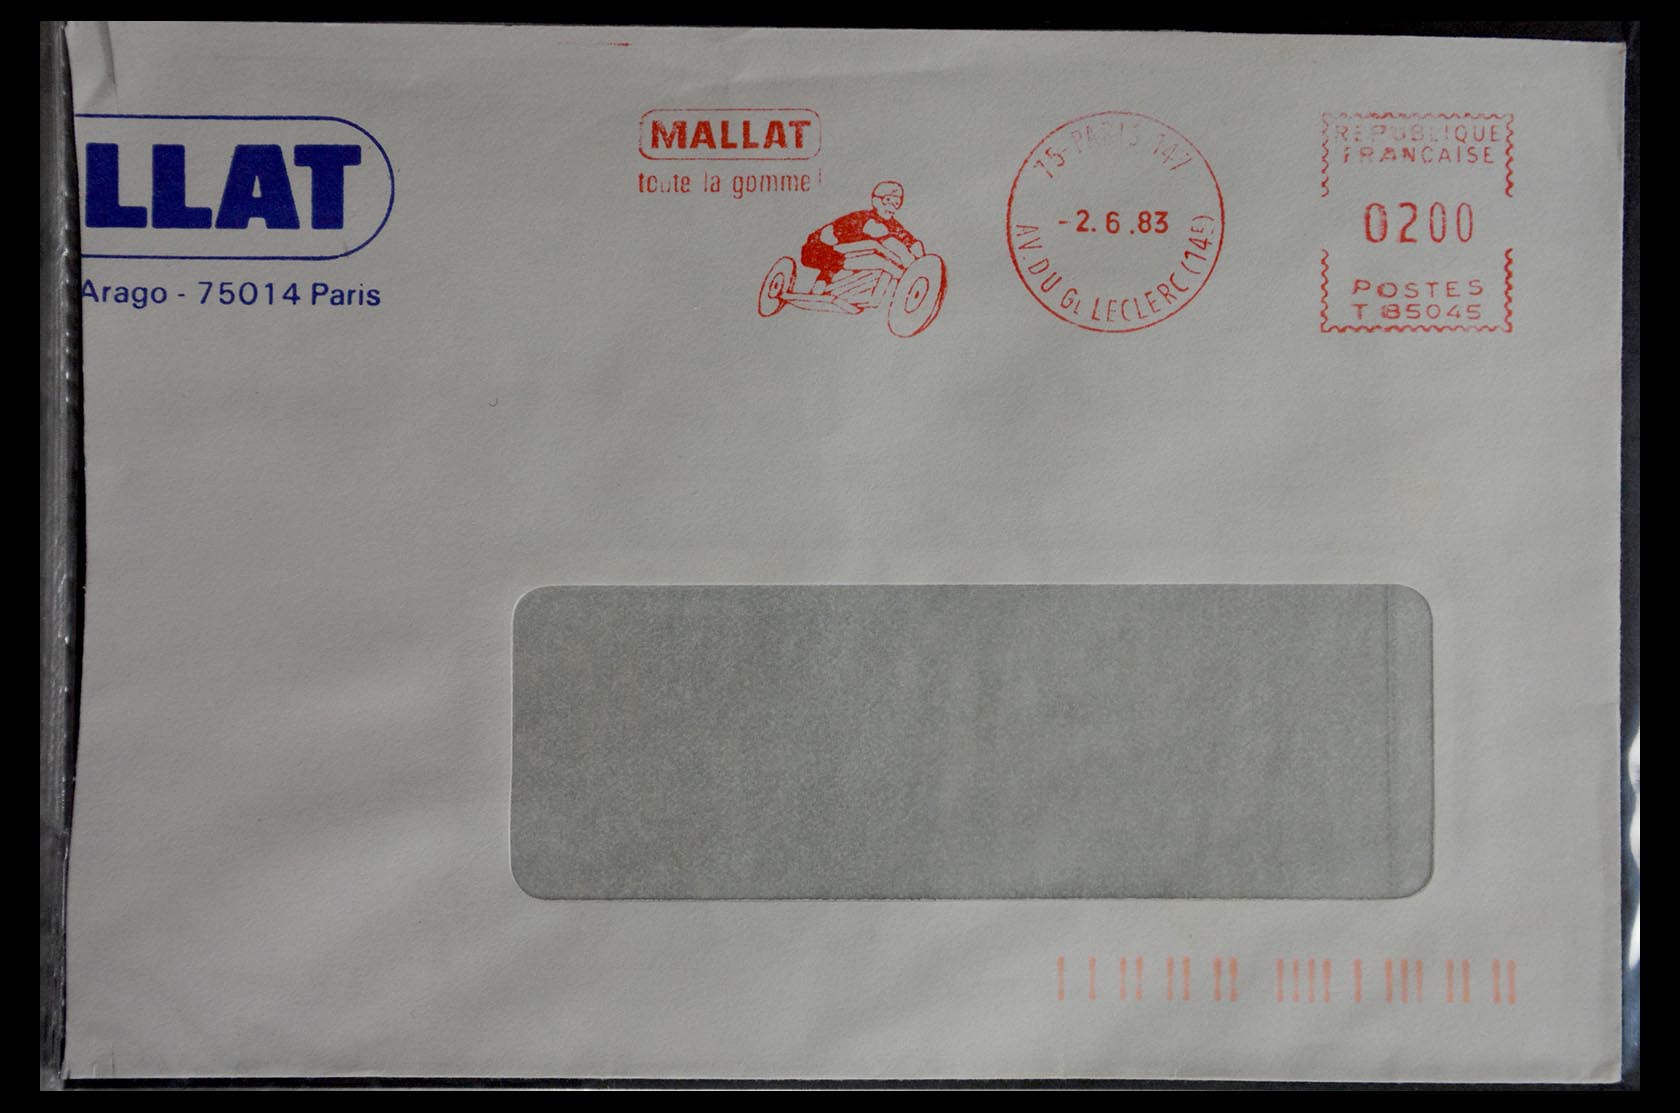 LLAT
Arago - 75014 Paris
MALLAT
toute la gomme!
75-PARIS 147
-2.6.83
AV. DU GL LECLERC (14E)
REPUBLIQUE
FRANCAISE
0200
POSTES
T 85045